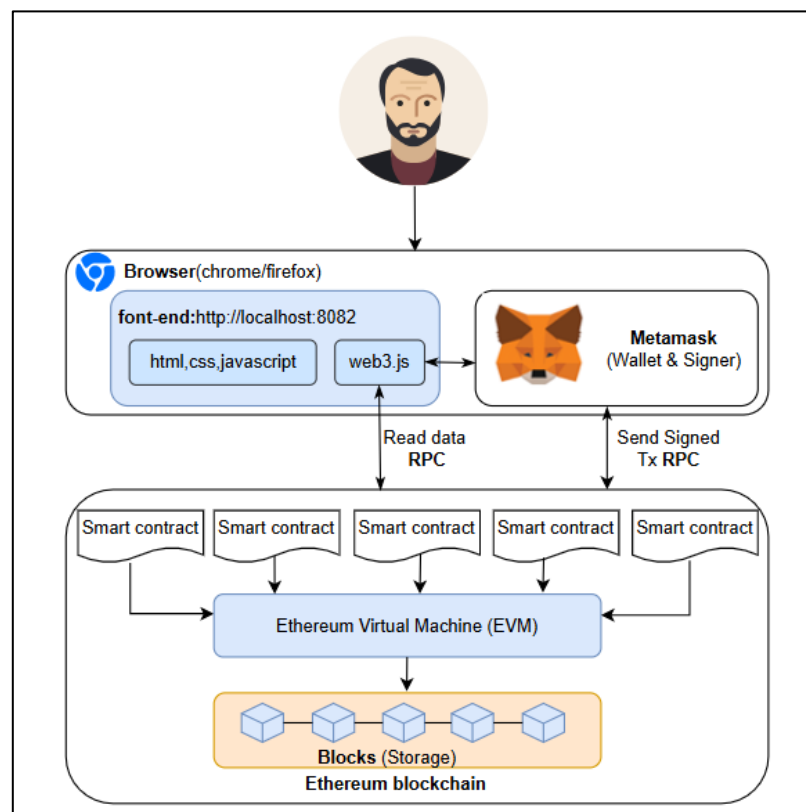 Browser(chrome/firefox)
font-end:http://localhost:8082
html,css,javascript
web3.js
Metamask
(Wallet & Signer)
Read data
RPC
Send Signed
Tx RPC
Smart contract
Smart contract
Smart contract
Smart contract
Smart contract
Ethereum Virtual Machine (EVM)
Blocks (Storage)
Ethereum blockchain